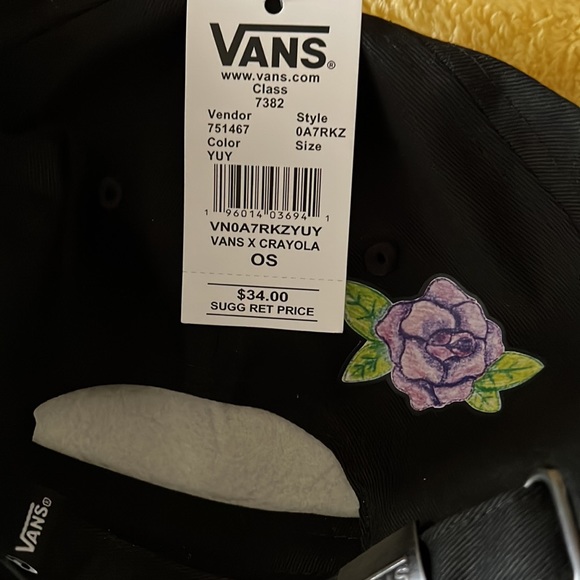 VANS®
www.vans.com
Class
7382
Vendor Style
751467 0A7RKZ
Color Size
YUY
1 96014 03694 1
VN0A7RKZYUY
VANS X CRAYOLA
OS
$34.00
SUGG RET PRICE
VANS®